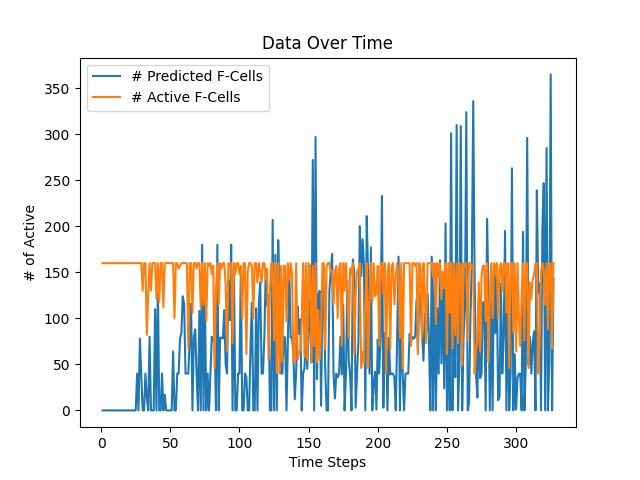 Data Over Time
# Predicted F-Cells
# Active F-Cells
# of Active
350
300
250
200
150
100
50
0
0 50 100 150 200 250 300
Time Steps